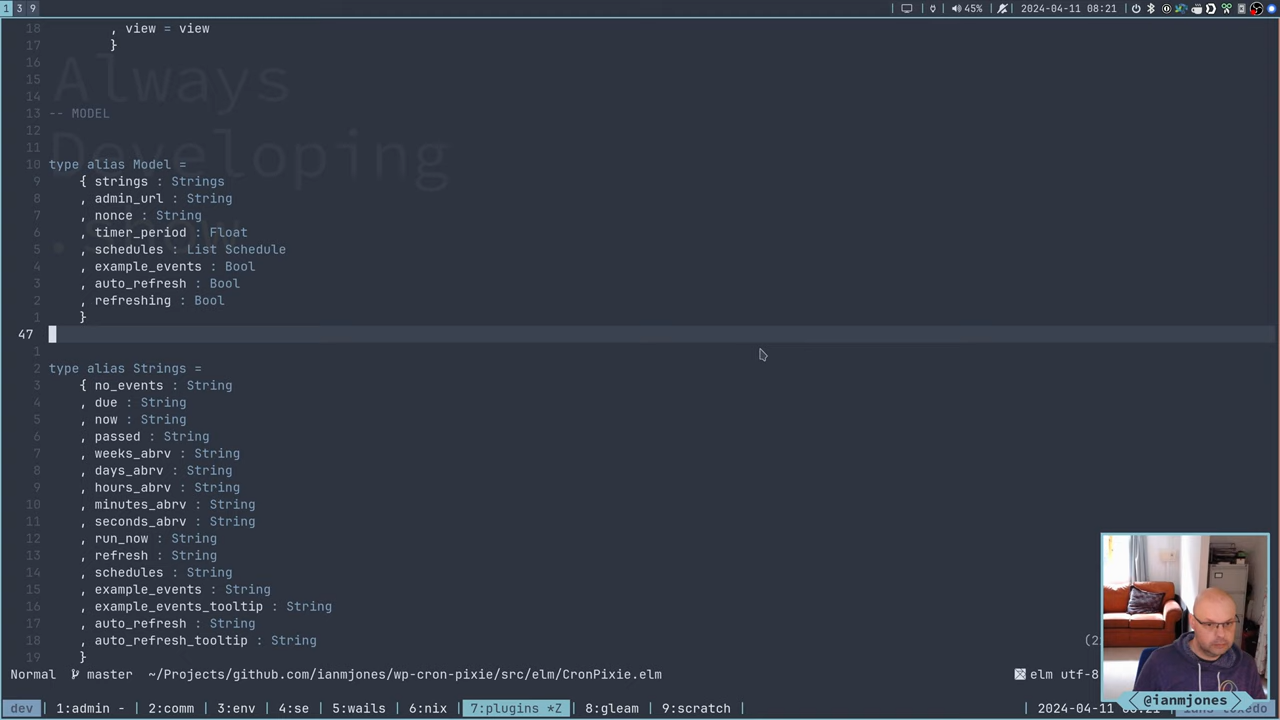 1 3 9 45% 2024-04-11 08:21
18 , view = view
17 }
16
15
14
13 -- MODEL
12
11
10 type alias Model =
9 { strings : Strings
8 , admin_url : String
7 , nonce : String
6 , timer_period : Float
5 , schedules : List Schedule
4 , example_events : Bool
3 , auto_refresh : Bool
2 , refreshing : Bool
1 }
47
1
2 type alias Strings =
3 { no_events : String
4 , due : String
5 , now : String
6 , passed : String
7 , weeks_abrv : String
8 , days_abrv : String
9 , hours_abrv : String
10 , minutes_abrv : String
11 , seconds_abrv : String
12 , run_now : String
13 , refresh : String
14 , schedules : String
15 , example_events : String
16 , example_events_tooltip : String
17 , auto_refresh : String
18 , auto_refresh_tooltip : String
19 }
Always
Developing
Normal master ~/Projects/github.com/ianmjones/wp-cron-pixie/src/elm/CronPixie.elm elm utf-8
@ianmjones
dev 1:admin - 2:comm 3:env 4:se 5:wails 6:nix 7:plugins *Z 8:gleam 9:scratch 2024-04-11